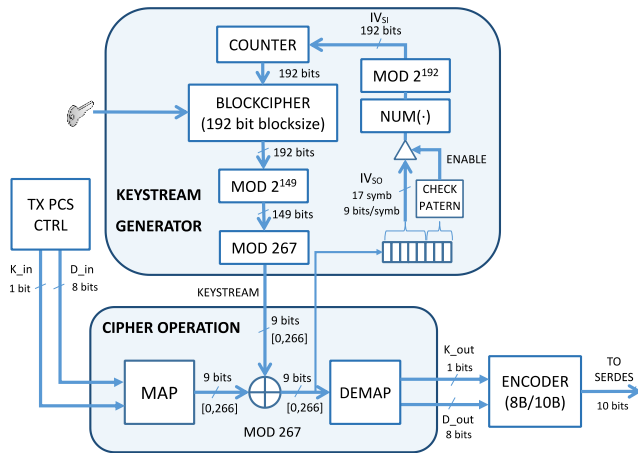 IVSI
192 bits
COUNTER
192 bits
MOD 2^192
BLOCKCIPHER
(192 bit blocksize)
NUM(·)
192 bits
ENABLE
MOD 2^149
IVSO
17 symb
9 bits/symb
CHECK
PATERN
KEYSTREAM
GENERATOR
149 bits
MOD 267
TX PCS
CTRL
K_in
1 bit
D_in
8 bits
KEYSTREAM
CIPHER OPERATION
9 bits
[0,266]
MAP
9 bits
[0,266]
9 bits
[0,266]
MOD 267
DEMAP
K_out
1 bits
D_out
8 bits
ENCODER
(8B/10B)
TO
SERDES
10 bits